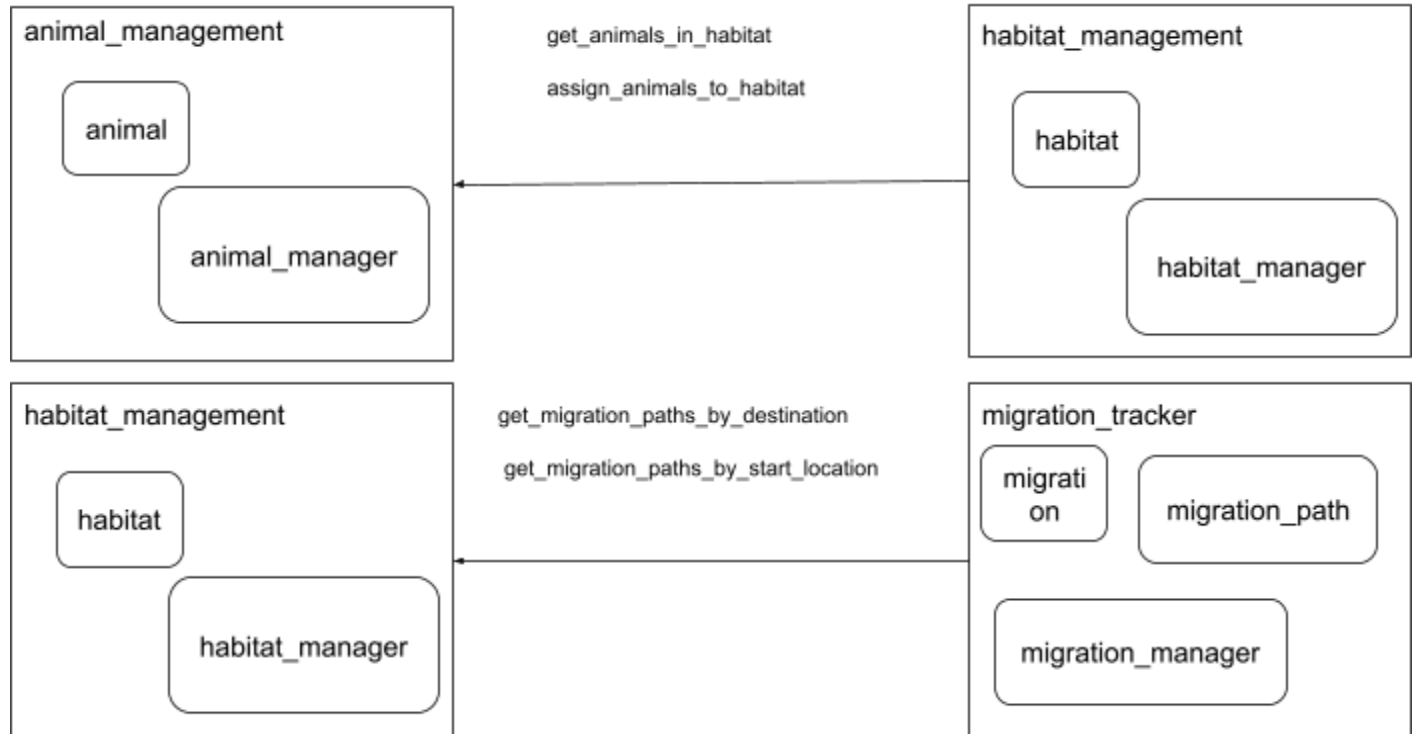 animal_management
animal
animal_manager
get_animals_in_habitat
assign_animals_to_habitat
habitat_management
habitat
habitat_manager
habitat_management
habitat
habitat_manager
get_migration_paths_by_destination
get_migration_paths_by_start_location
migration_tracker
migrati
on
migration_path
migration_manager